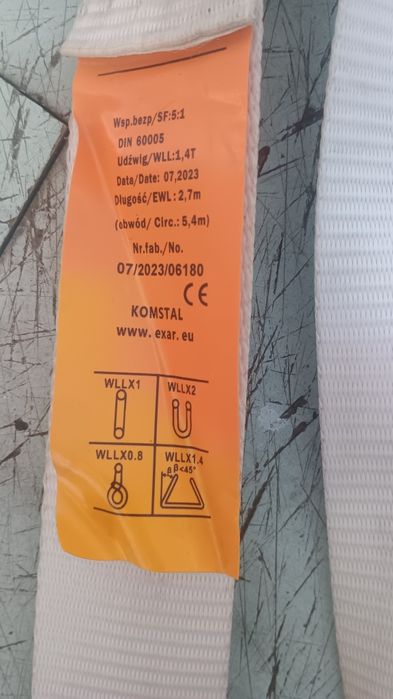 Wsp.bezp/SF:5:1
DIN 60005
Udźwig/WLL:1,4T
Data/Date: 07,2023
Długość/EWL: 2,7m
(obwód/ Circ.: 5,4m)
Nr.fab./No.
07/2023/06180
CE
KOMSTAL
www. exar. eu
WLLX1 WLLX2
WLLX0.8 WLLX1.4
β β<45°